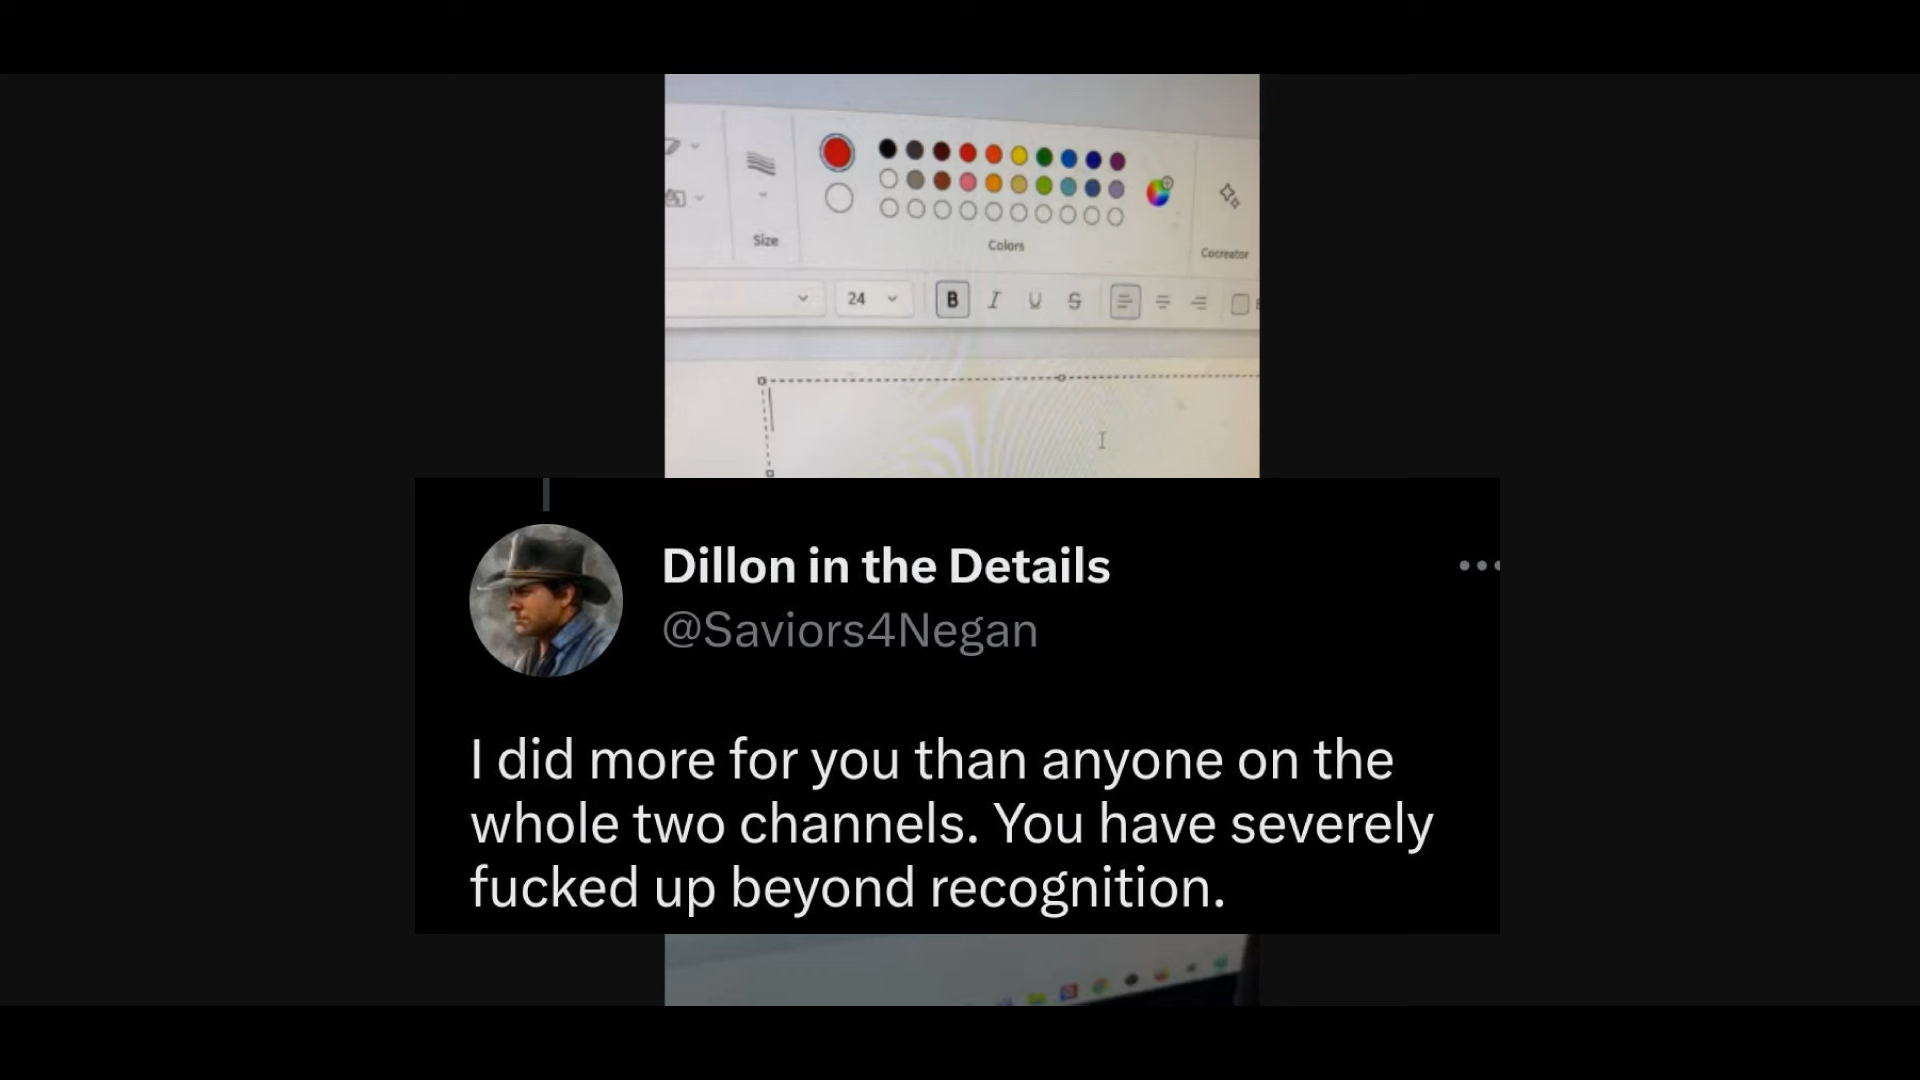 Size
Colors
Cocreator
24
B I U S
Dillon in the Details
@Saviors4Negan
I did more for you than anyone on the
whole two channels. You have severely
fucked up beyond recognition.